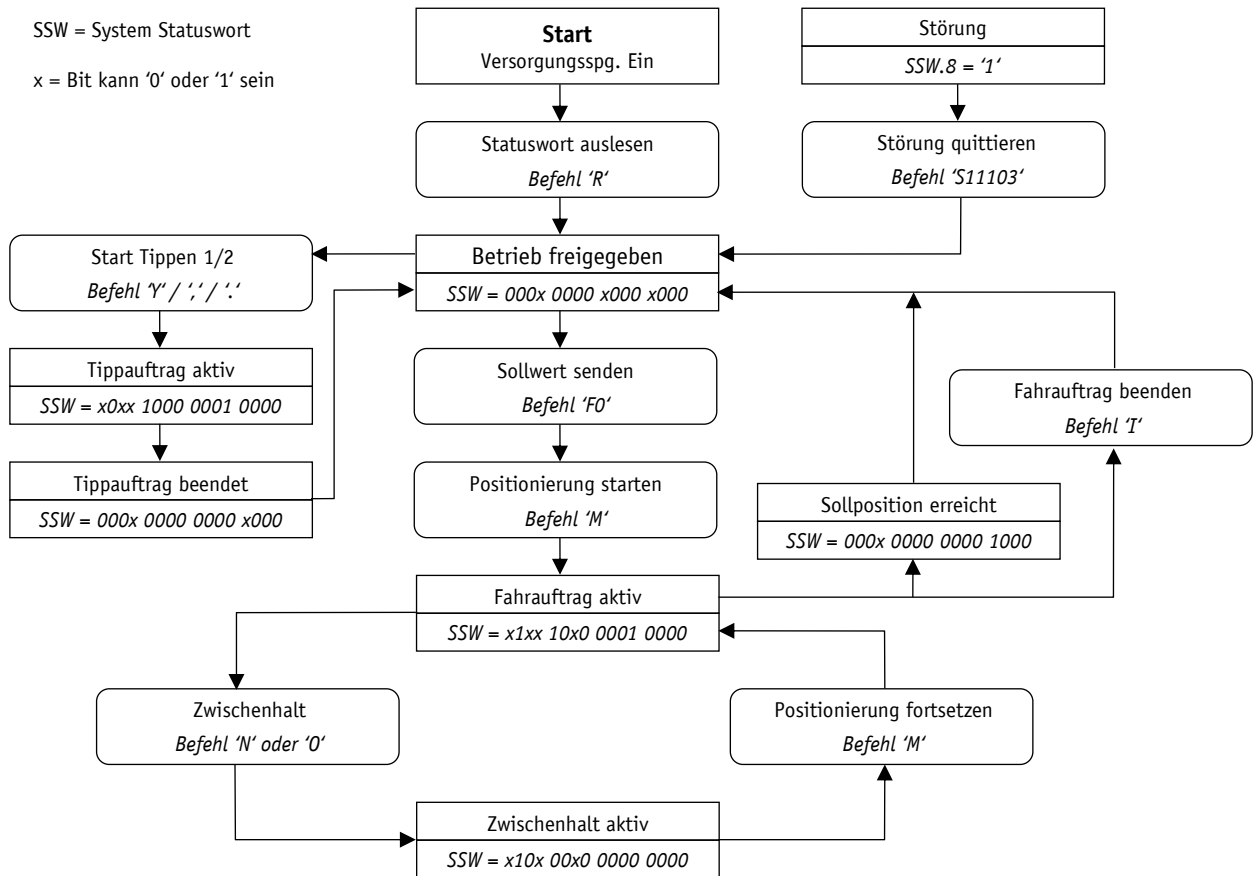 SSW = System Statuswort
x = Bit kann ‘0‘ oder ‘1‘ sein
Start
Versorgungsspg. Ein
Störung
SSW.8 = ‘1‘
Statuswort auslesen
Befehl ‘R‘
Störung quittieren
Befehl ‘S11103‘
Start Tippen 1/2
Befehl ‘Y‘ / ‘,‘ / ‘.‘
Betrieb freigegeben
SSW = 000x 0000 x000 x000
Tippauftrag aktiv
SSW = x0xx 1000 0001 0000
Sollwert senden
Befehl ‘F0‘
Fahrauftrag beenden
Befehl ‘I‘
Tippauftrag beendet
SSW = 000x 0000 0000 x000
Positionierung starten
Befehl ‘M‘
Sollposition erreicht
SSW = 000x 0000 0000 1000
Fahrauftrag aktiv
SSW = x1xx 10x0 0001 0000
Zwischenhalt
Befehl ‘N‘ oder ‘O‘
Positionierung fortsetzen
Befehl ‘M‘
Zwischenhalt aktiv
SSW = x10x 00x0 0000 0000